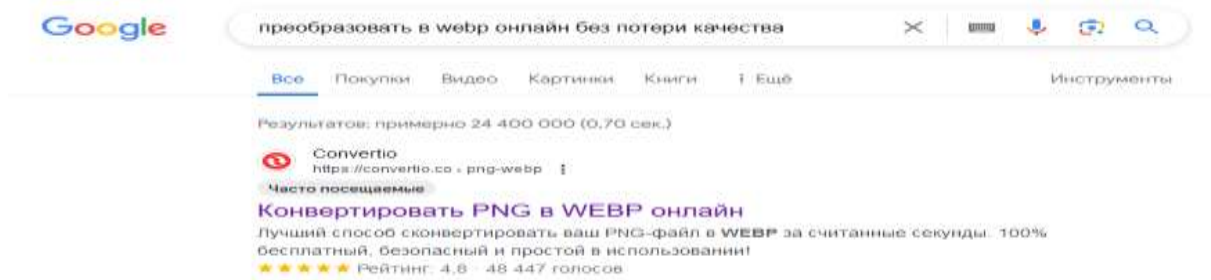 Google
преобразовать в webp онлайн без потери качества
Все Покупки Видео Картинки Книги Ещё Инструменты
Результатов: примерно 24 400 000 (0,70 сек.)
Convertio
https://convertio.co › png-webp
Часто посещаемые
Конвертировать PNG в WEBP онлайн
Лучший способ сконвертировать ваш PNG-файл в WEBP за считанные секунды. 100%
бесплатный, безопасный и простой в использовании!
Рейтинг: 4,8 · 48 447 голосов